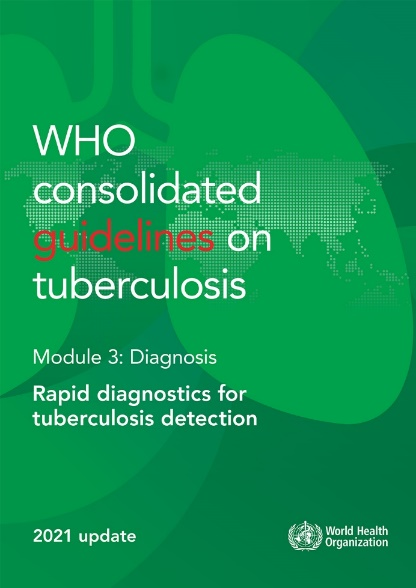 WHO
consolidated
guidelines on
tuberculosis
Module 3: Diagnosis
Rapid diagnostics for
tuberculosis detection
2021 update
World Health
Organization